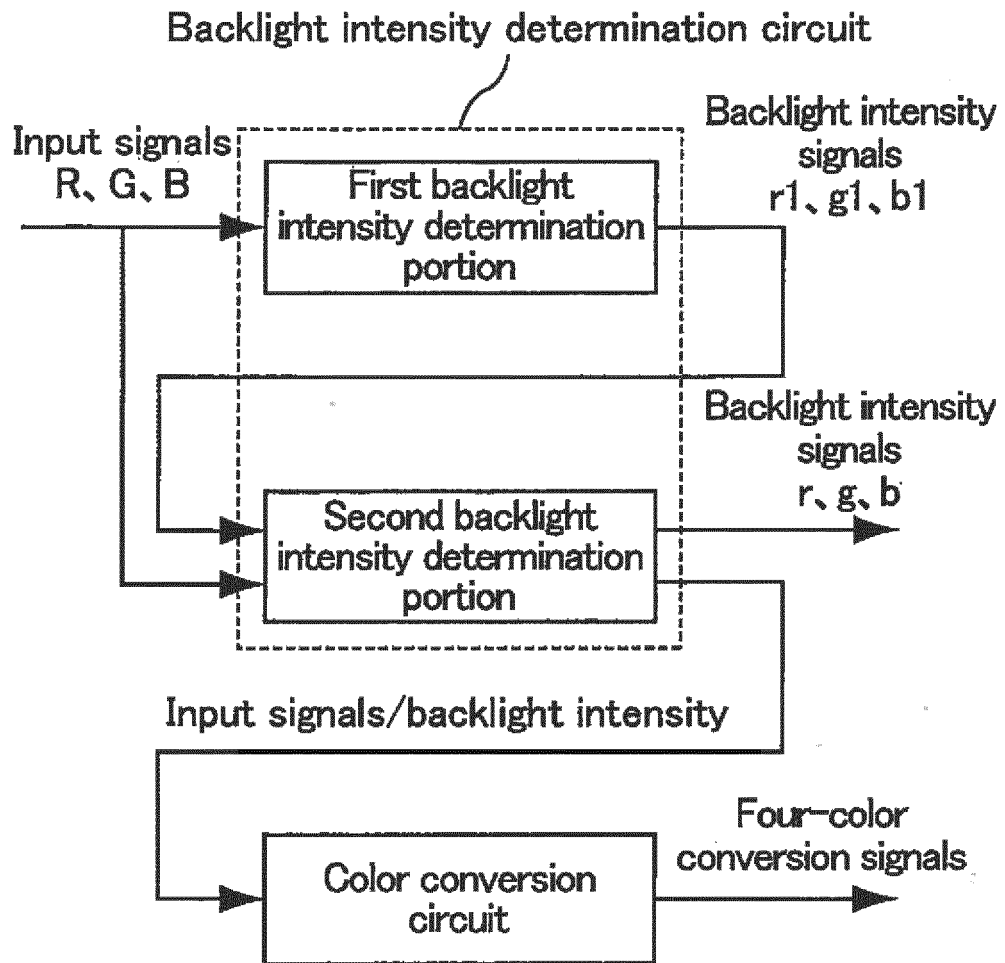 Backlight intensity determination circuit
Input signals
R、G、B
First backlight
intensity determination
portion
Backlight intensity
signals
r1、g1、b1
Second backlight
intensity determination
portion
Backlight intensity
signals
r、g、b
Input signals/backlight intensity
Color conversion
circuit
Four-color
conversion signals